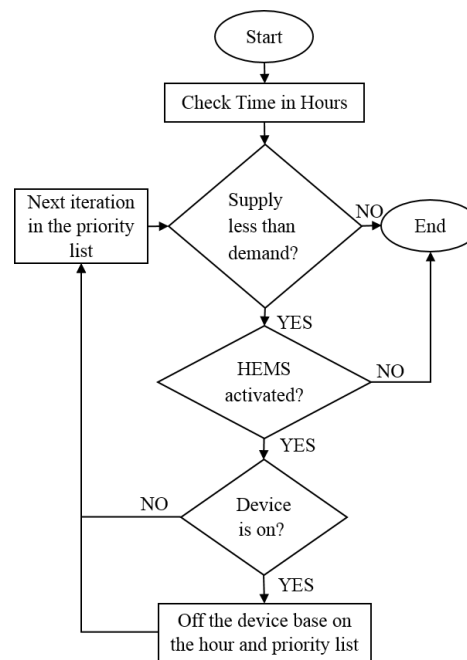 Start
Check Time in Hours
Supply
less than
demand?
NO
End
Next iteration
in the priority
list
YES
HEMS
activated?
NO
YES
Device
is on?
NO
YES
Off the device base on
the hour and priority list